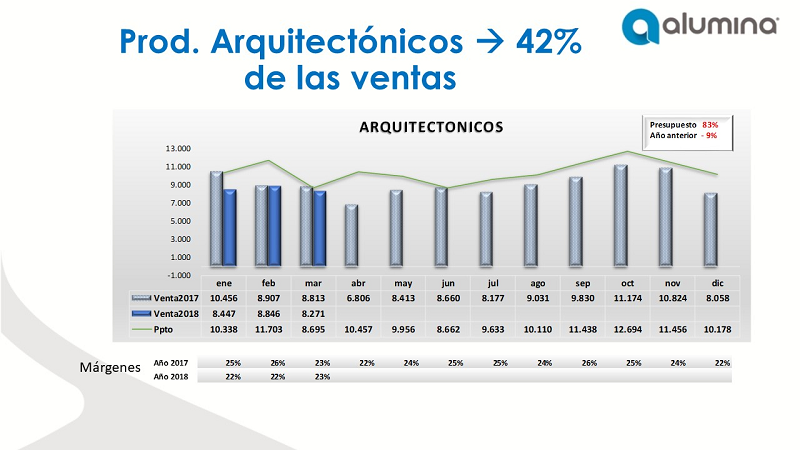 Prod. Arquitectónicos → 42%
de las ventas
alumina
ARQUITECTONICOS
Presupuesto 83%
Año anterior - 9%
13.000
11.000
9.000
7.000
5.000
3.000
1.000
-1.000
ene feb mar abr may jun jul ago sep oct nov dic
Venta2017 10.456 8.907 8.813 6.806 8.413 8.660 8.177 9.031 9.830 11.174 10.824 8.058
Venta2018 8.447 8.846 8.271
Ppto 10.338 11.703 8.695 10.457 9.956 8.662 9.633 10.110 11.438 12.694 11.456 10.178
Márgenes
Año 2017 25% 26% 23% 22% 24% 25% 25% 24% 26% 25% 24% 22%
Año 2018 22% 22% 23%